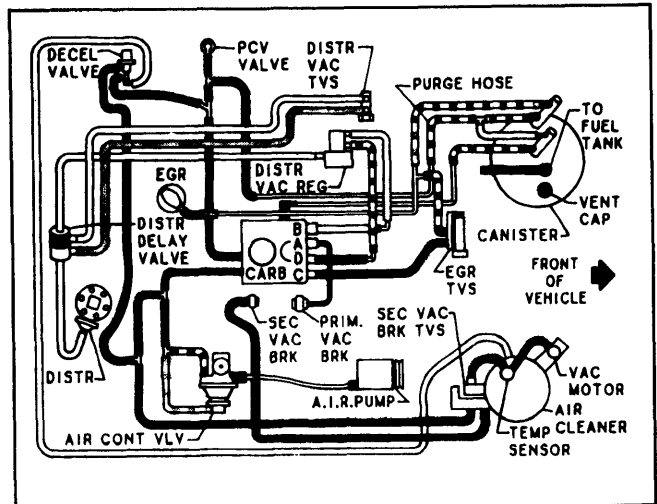 DECEL
VALVE
PCV
VALVE
DISTR
VAC
TVS
PURGE HOSE
TO
FUEL
TANK
EGR
DISTR
VAC REG
VENT
CAP
DISTR
DELAY
VALVE
CANISTER
B
A
D
C
CARB
EGR
TVS
FRONT
OF
VEHICLE
SEC
VAC
BRK
PRIM.
VAC
BRK
SEC VAC
BRK TVS
DISTR
A.I.R. PUMP
VAC
MOTOR
AIR
CLEANER
TEMP
SENSOR
AIR CONT VLV